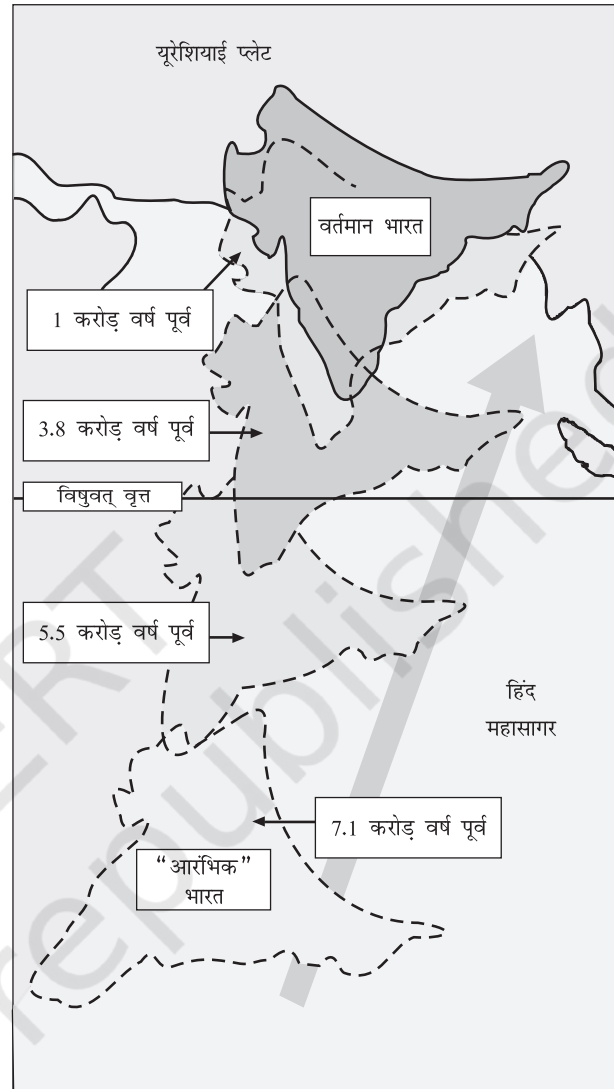 यूरेशियाई प्लेट
वर्तमान भारत
1 करोड़ वर्ष पूर्व
3.8 करोड़ वर्ष पूर्व
विषुवत् वृत्त
5.5 करोड़ वर्ष पूर्व
हिंद
महासागर
7.1 करोड़ वर्ष पूर्व
“आरंभिक”
भारत